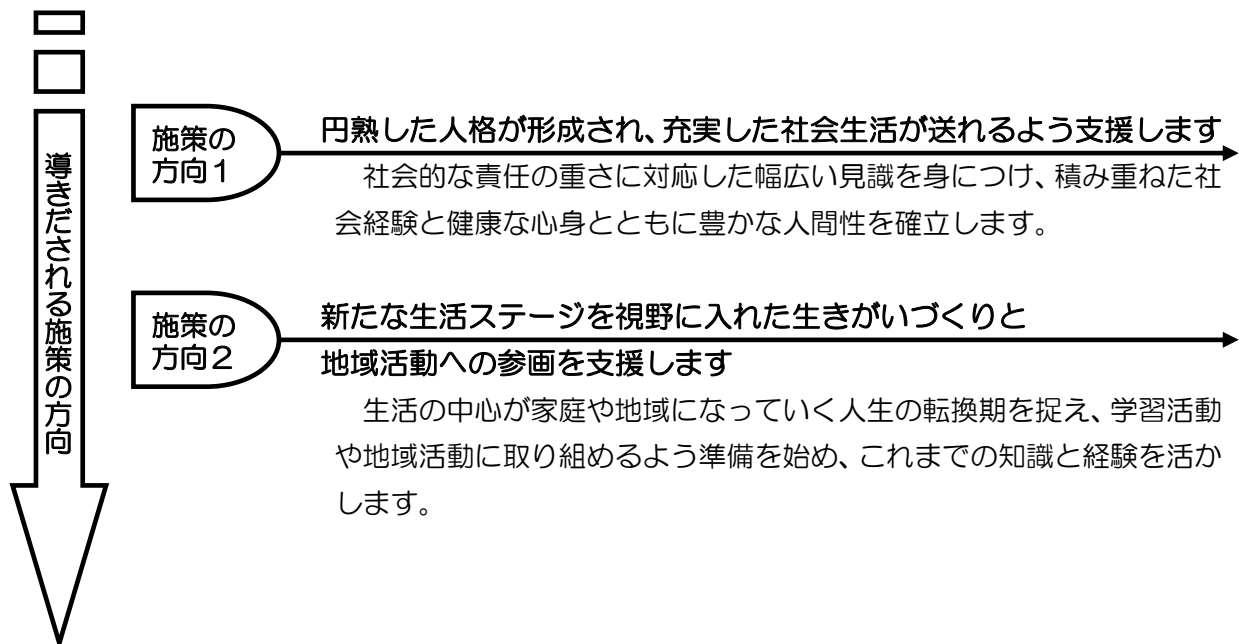 導きだされる施策の方向
施策の
方向１
円熟した人格が形成され、充実した社会生活が送れるよう支援します
社会的な責任の重さに対応した幅広い見識を身につけ、積み重ねた社
会経験と健康な心身とともに豊かな人間性を確立します。
施策の
方向２
新たな生活ステージを視野に入れた生きがいづくりと
地域活動への参画を支援します
生活の中心が家庭や地域になっていく人生の転換期を捉え、学習活動
や地域活動に取り組めるよう準備を始め、これまでの知識と経験を活か
します。